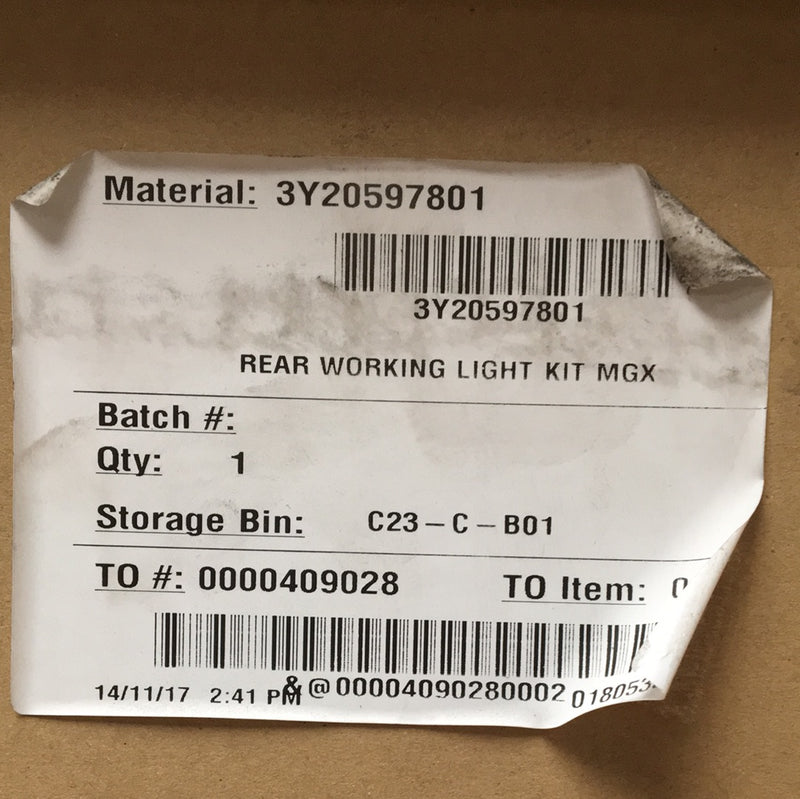 Material: 3Y20597801
3Y20597801
REAR WORKING LIGHT KIT MGX
Batch #:
Qty: 1
Storage Bin: C23-C-B01
TO #: 0000409028 TO Item:
14/11/17 2:41 PM &@00004090280002 018053